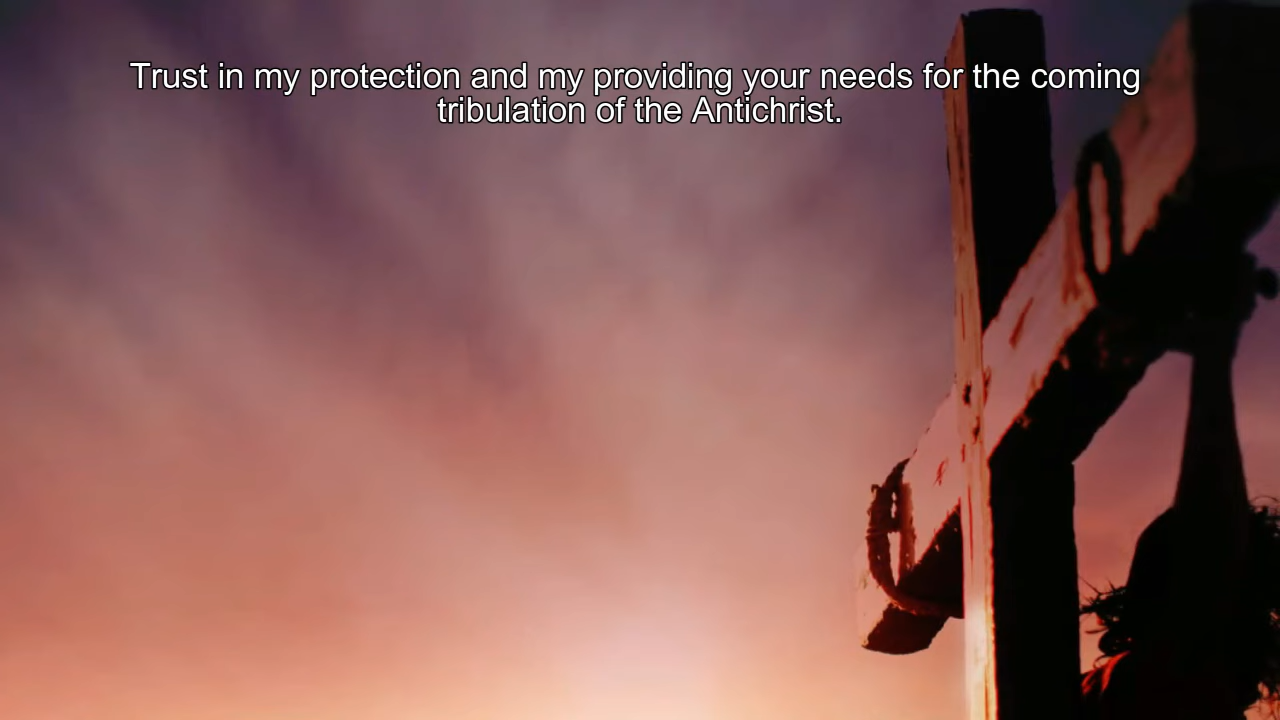 Trust in my protection and my providing your needs for the coming
tribulation of the Antichrist.